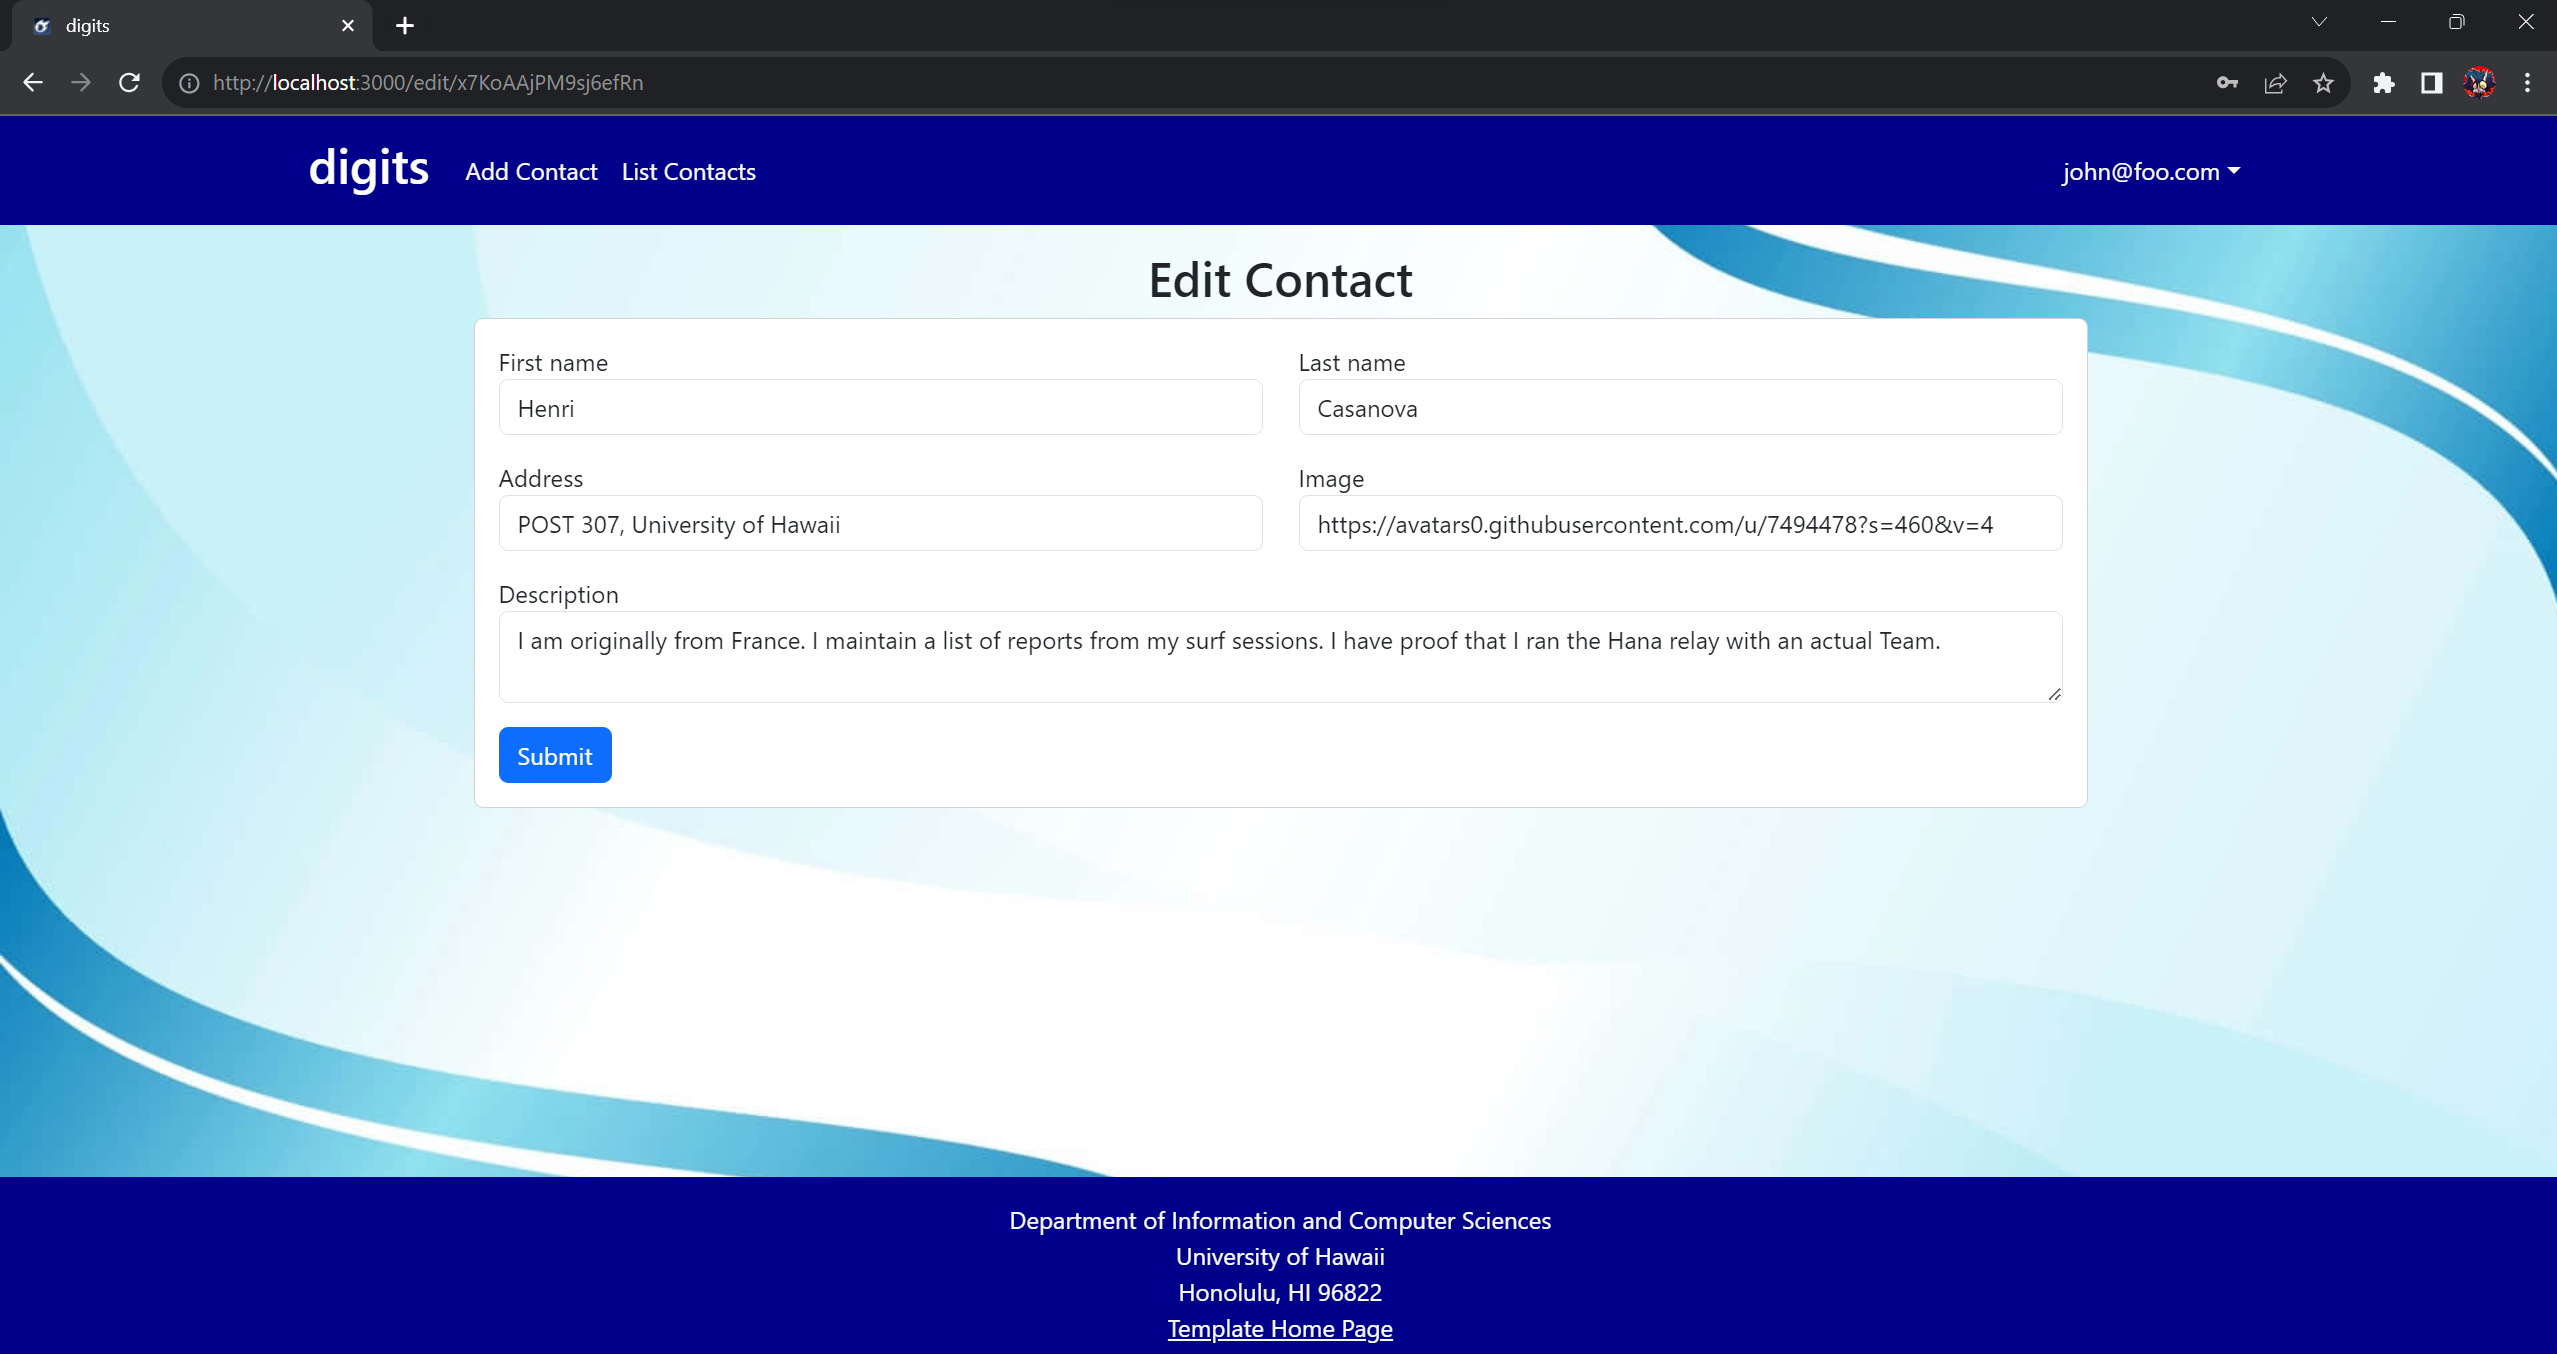 digits
http://localhost:3000/edit/x7KoAAjPM9sj6efRn
digits Add Contact List Contacts john@foo.com
Edit Contact
First name Last name
Henri Casanova
Address Image
POST 307, University of Hawaii https://avatars0.githubusercontent.com/u/7494478?s=460&v=4
Description
I am originally from France. I maintain a list of reports from my surf sessions. I have proof that I ran the Hana relay with an actual Team.
Submit
Department of Information and Computer Sciences
University of Hawaii
Honolulu, HI 96822
Template Home Page